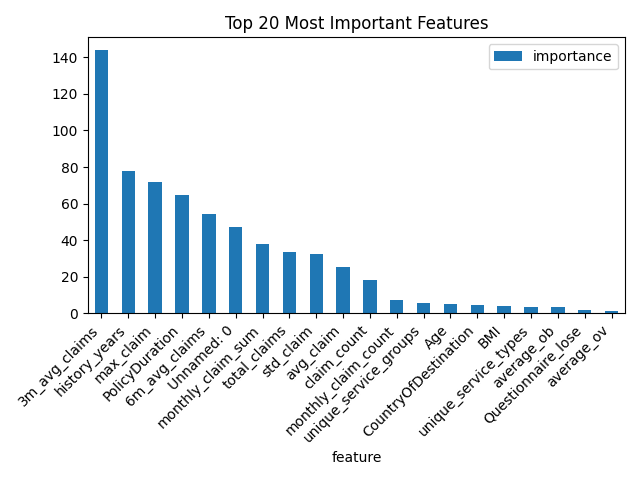 Top 20 Most Important Features
importance
140
120
100
80
60
40
20
0
3m_avg_claims
history_years
max_claim
PolicyDuration
6m_avg_claims
Unnamed: 0
monthly_claim_sum
total_claims
std_claim
avg_claim
claim_count
monthly_claim_count
unique_service_groups
Age
CountryOfDestination
BMI
unique_service_types
average_ob
Questionnaire_lose
average_ov
feature